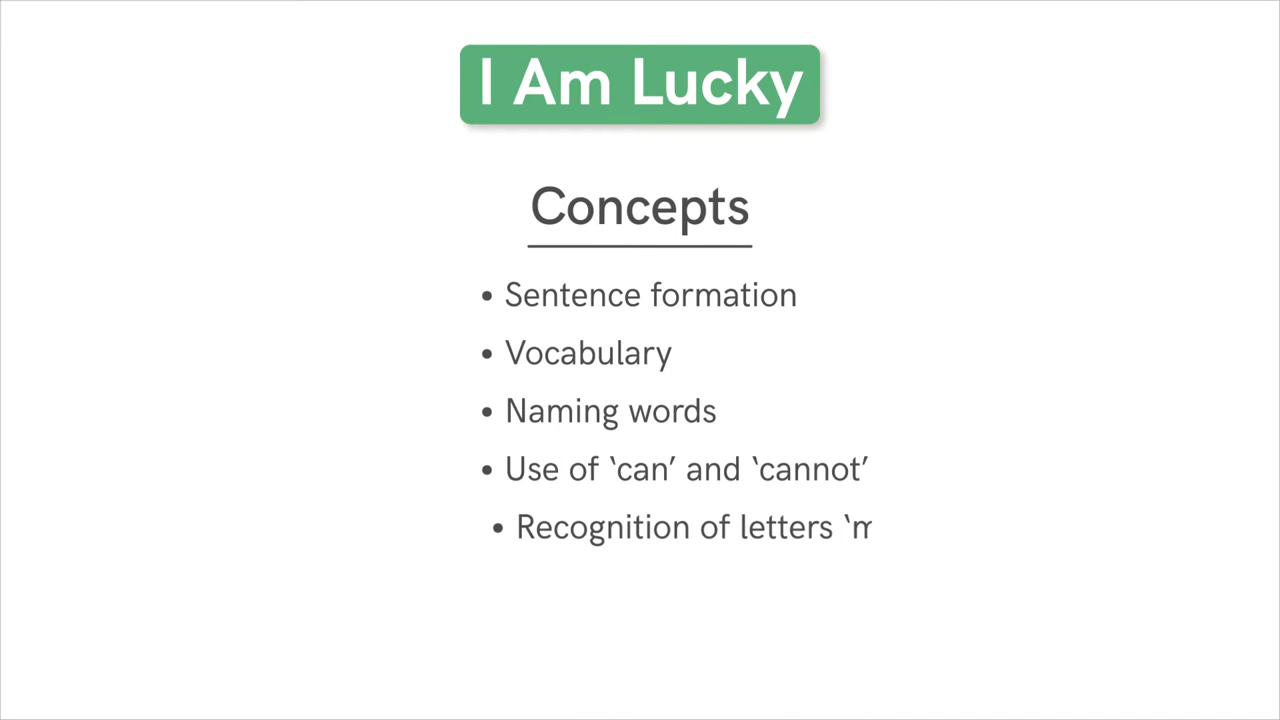 I Am Lucky
Concepts
• Sentence formation
• Vocabulary
• Naming words
• Use of ‘can’ and ‘cannot’
• Recognition of letters ‘m